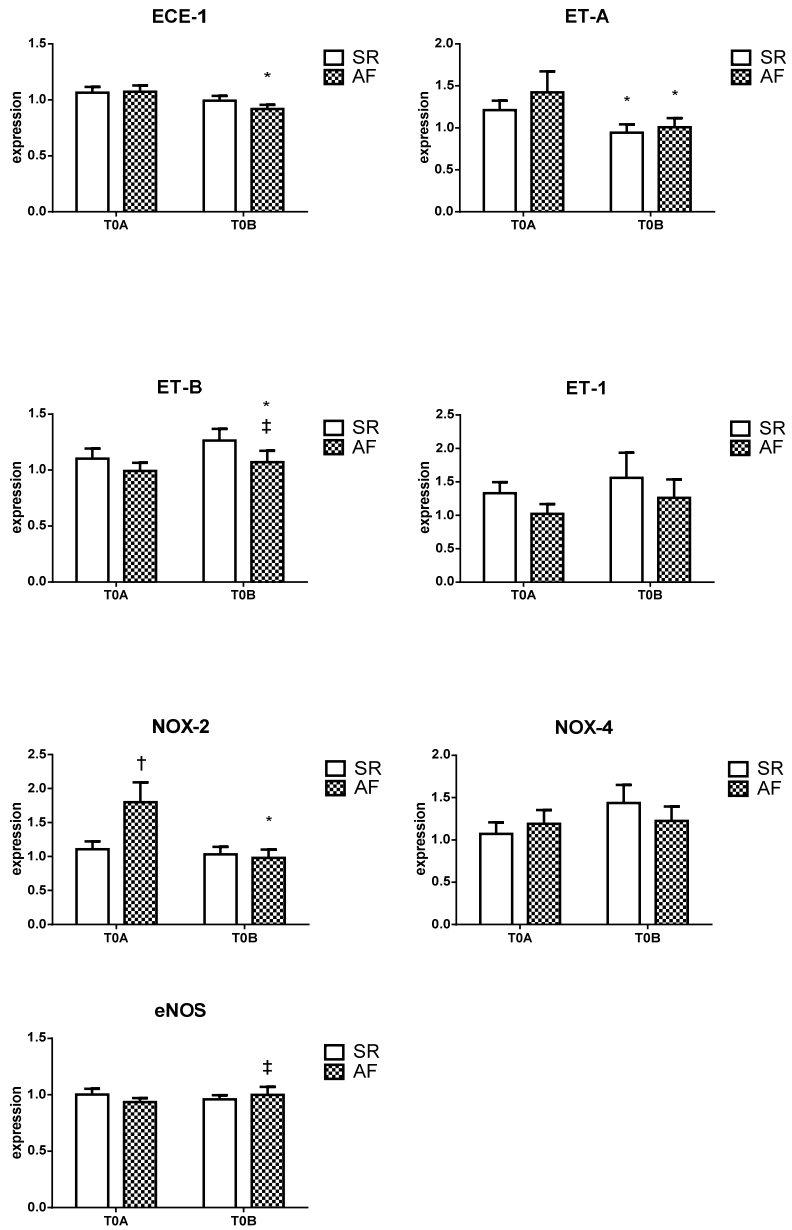 ECE-1
1.5
1.0
0.5
0.0
expression
T0A
T0B
*
SR
AF
ET-A
2.0
1.5
1.0
0.5
0.0
expression
T0A
T0B
*
*
SR
AF
ET-B
1.5
1.0
0.5
0.0
expression
T0A
T0B
*
‡
SR
AF
ET-1
2.5
2.0
1.5
1.0
0.5
0.0
expression
T0A
T0B
SR
AF
NOX-2
2.5
2.0
1.5
1.0
0.5
0.0
expression
T0A
T0B
†
*
SR
AF
NOX-4
2.0
1.5
1.0
0.5
0.0
expression
T0A
T0B
SR
AF
eNOS
1.5
1.0
0.5
0.0
expression
T0A
T0B
‡
SR
AF